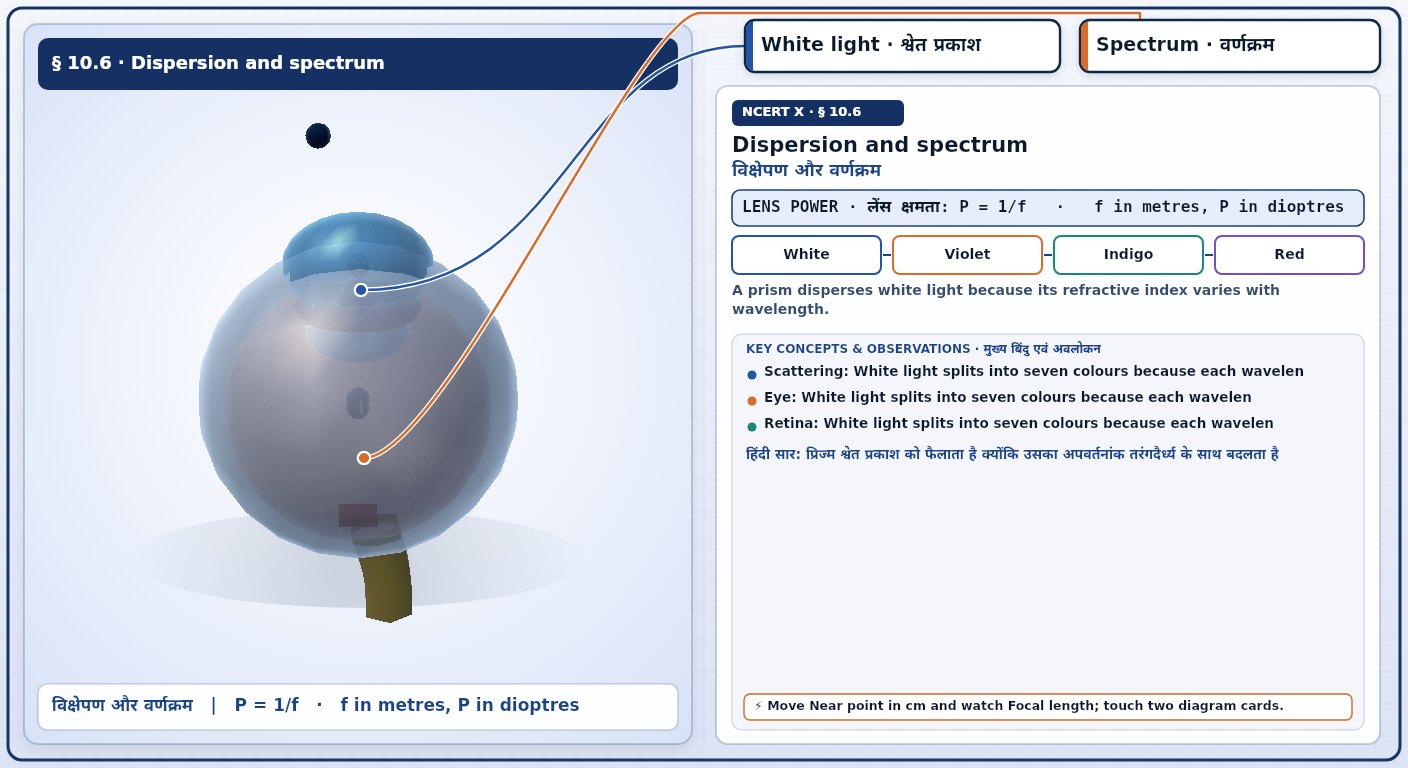 § 10.6 · Dispersion and spectrum
White light · श्वेत प्रकाश
Spectrum · वर्णक्रम
NCERT X · § 10.6
Dispersion and spectrum
विक्षेपण और वर्णक्रम
LENS POWER · लेंस क्षमता: P = 1/f · f in metres, P in dioptres
White
Violet
Indigo
Red
A prism disperses white light because its refractive index varies with
wavelength.
KEY CONCEPTS & OBSERVATIONS · मुख्य बिंदु एवं अवलोकन
Scattering: White light splits into seven colours because each wavelen
Eye: White light splits into seven colours because each wavelen
Retina: White light splits into seven colours because each wavelen
हिंदी सार: प्रिज्म श्वेत प्रकाश को फैलाता है क्योंकि उसका अपवर्तनांक तरंगदैर्ध्य के साथ बदलता है
⚡ Move Near point in cm and watch Focal length; touch two diagram cards.
विक्षेपण और वर्णक्रम | P = 1/f · f in metres, P in dioptres